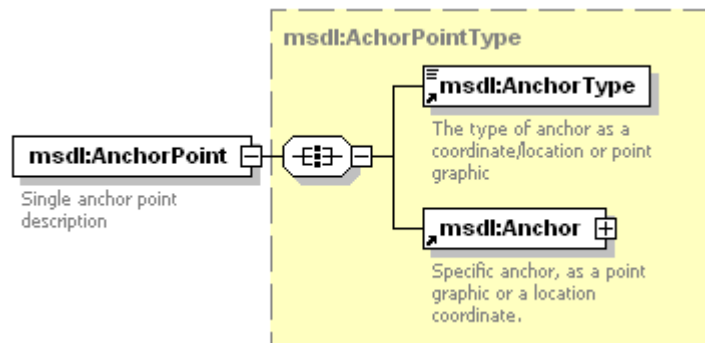 msdl:AchorPointType
msdl:AnchorType
The type of anchor as a
coordinate/location or point
graphic
msdl:AnchorPoint
Single anchor point
description
msdl:Anchor
Specific anchor, as a point
graphic or a location
coordinate.